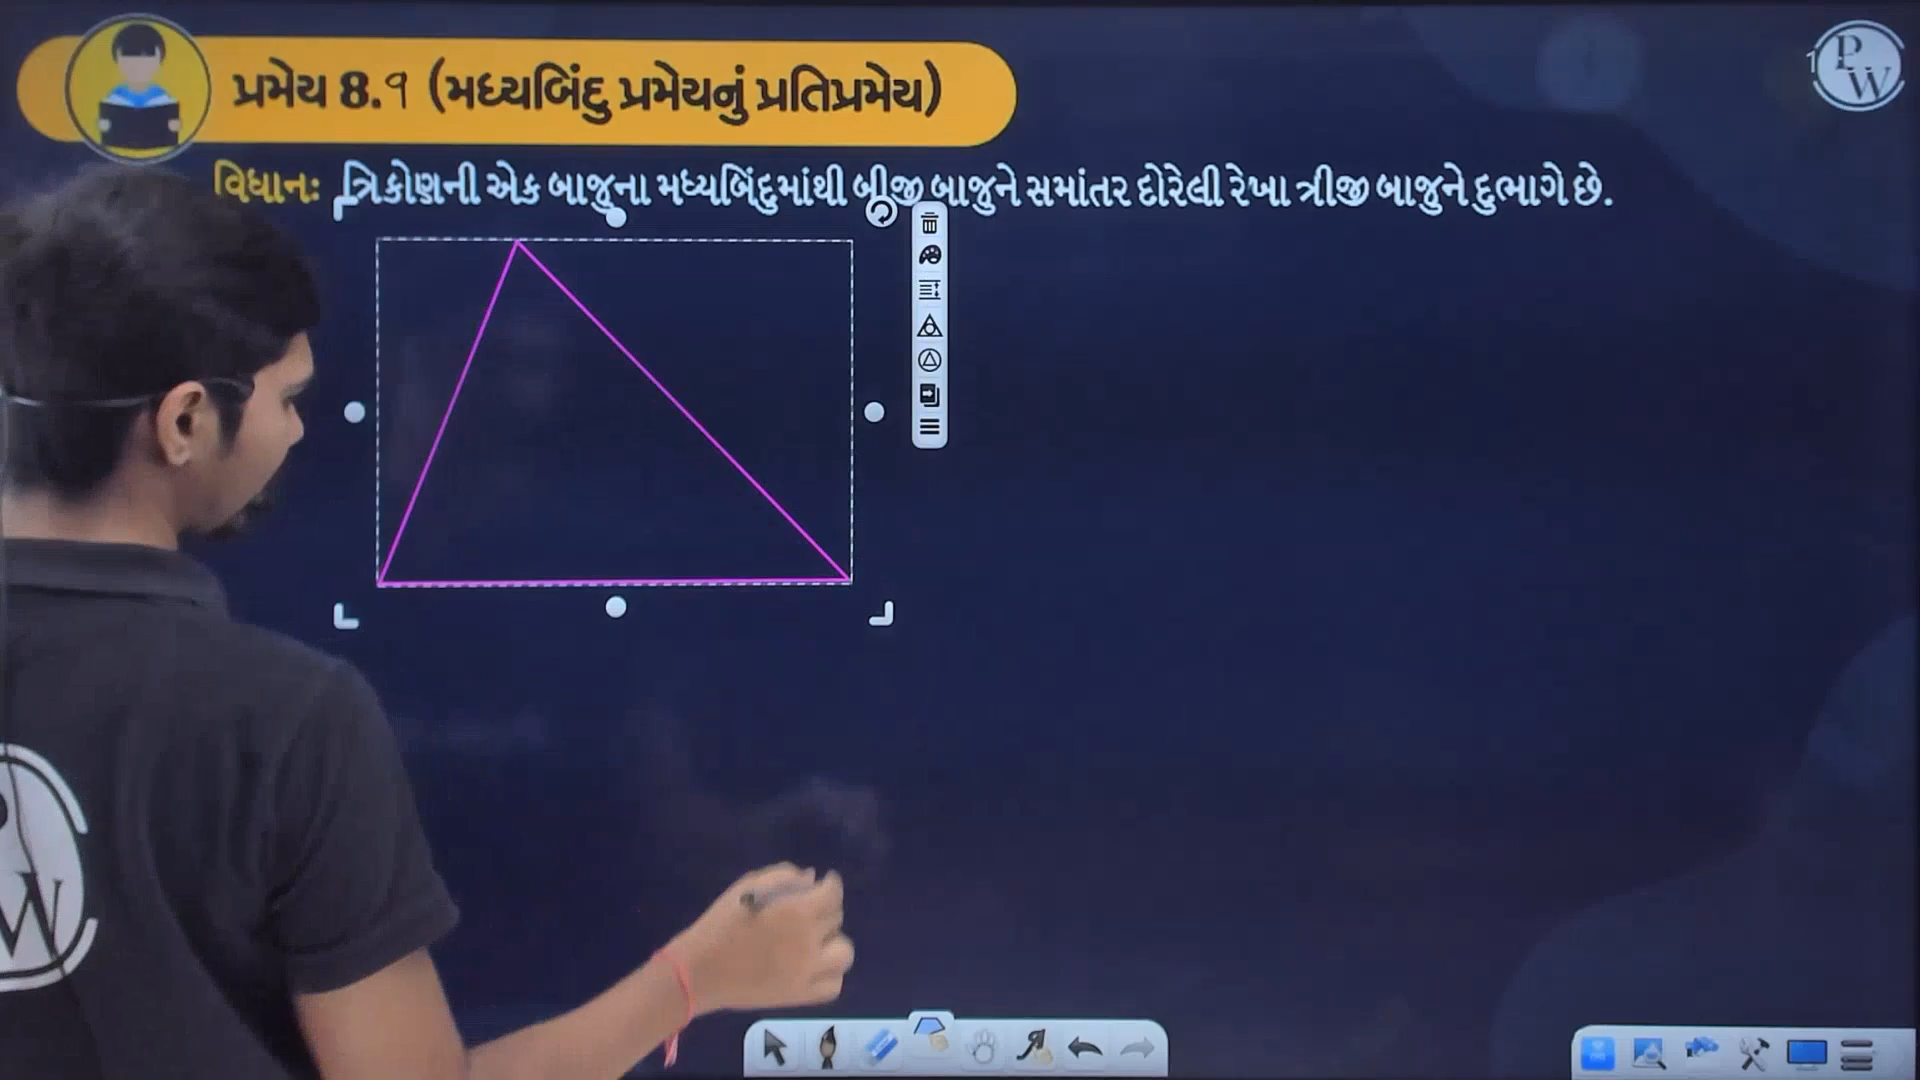 પ્રમેય 8.૧ (મધ્યબિંદુ પ્રમેયનું પ્રતિપ્રમેય)
વિધાનઃ ત્રિકોણની એક બાજુના મધ્યબિંદુમાંથી બીજી બાજુને સમાંતર દોરેલી રેખા ત્રીજી બાજુને દુભાગે છે.
P
W
W